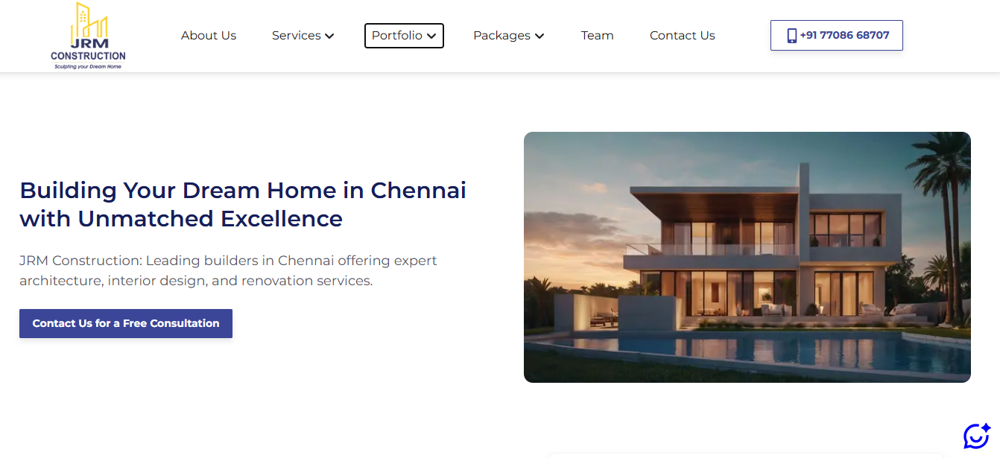 JRM
CONSTRUCTION
Sculpting your Dream Home
About Us
Services
Portfolio
Packages
Team
Contact Us
+91 77086 68707
Building Your Dream Home in Chennai
with Unmatched Excellence
JRM Construction: Leading builders in Chennai offering expert
architecture, interior design, and renovation services.
Contact Us for a Free Consultation